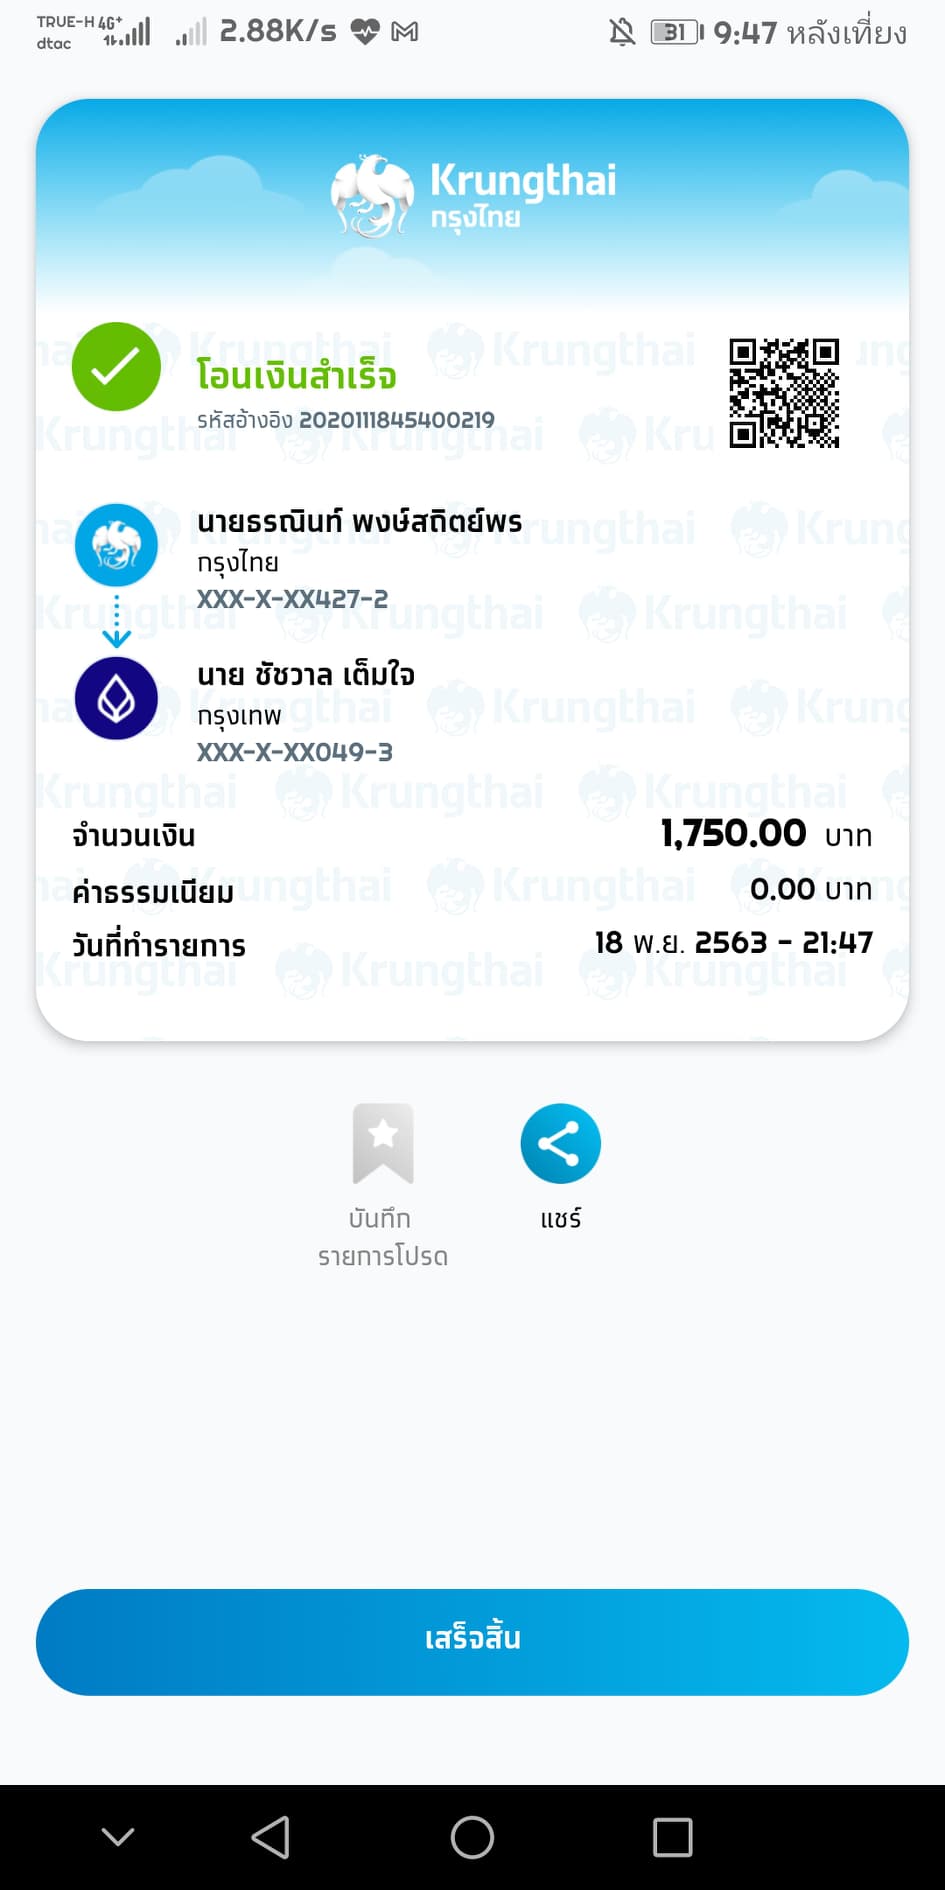 TRUE-H 4G+ 2.88K/s 31 9:47 หลังเที่ยง
dtac
Krungthai
กรุงไทย
โอนเงินสำเร็จ
รหัสอ้างอิง 2020111845400219
นายธรณินท์ พงษ์สถิตย์พร
กรุงไทย
XXX-X-XX427-2
นาย ชัชวาล เต็มใจ
กรุงเทพ
XXX-X-XX049-3
จำนวนเงิน 1,750.00 บาท
ค่าธรรมเนียม 0.00 บาท
วันที่ทำรายการ 18 พ.ย. 2563 - 21:47
บันทึก
รายการโปรด
แชร์
เสร็จสิ้น